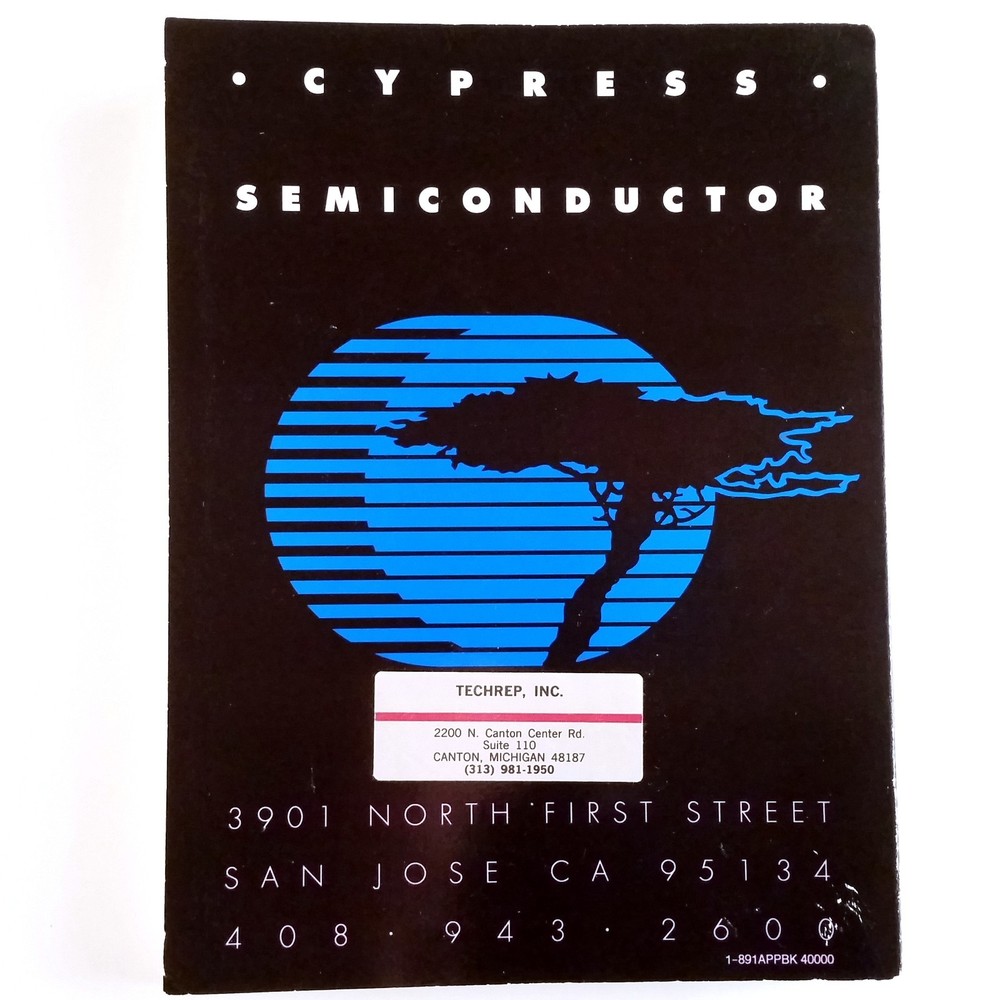 • CYPRESS •
SEMICONDUCTOR
TECHREP, INC.
2200 N. Canton Center Rd.
Suite 110
CANTON, MICHIGAN 48187
(313) 981-1950
3901 NORTH FIRST STREET
SAN JOSE CA 95134
408 · 943 · 2600
1-891APPBK 40000